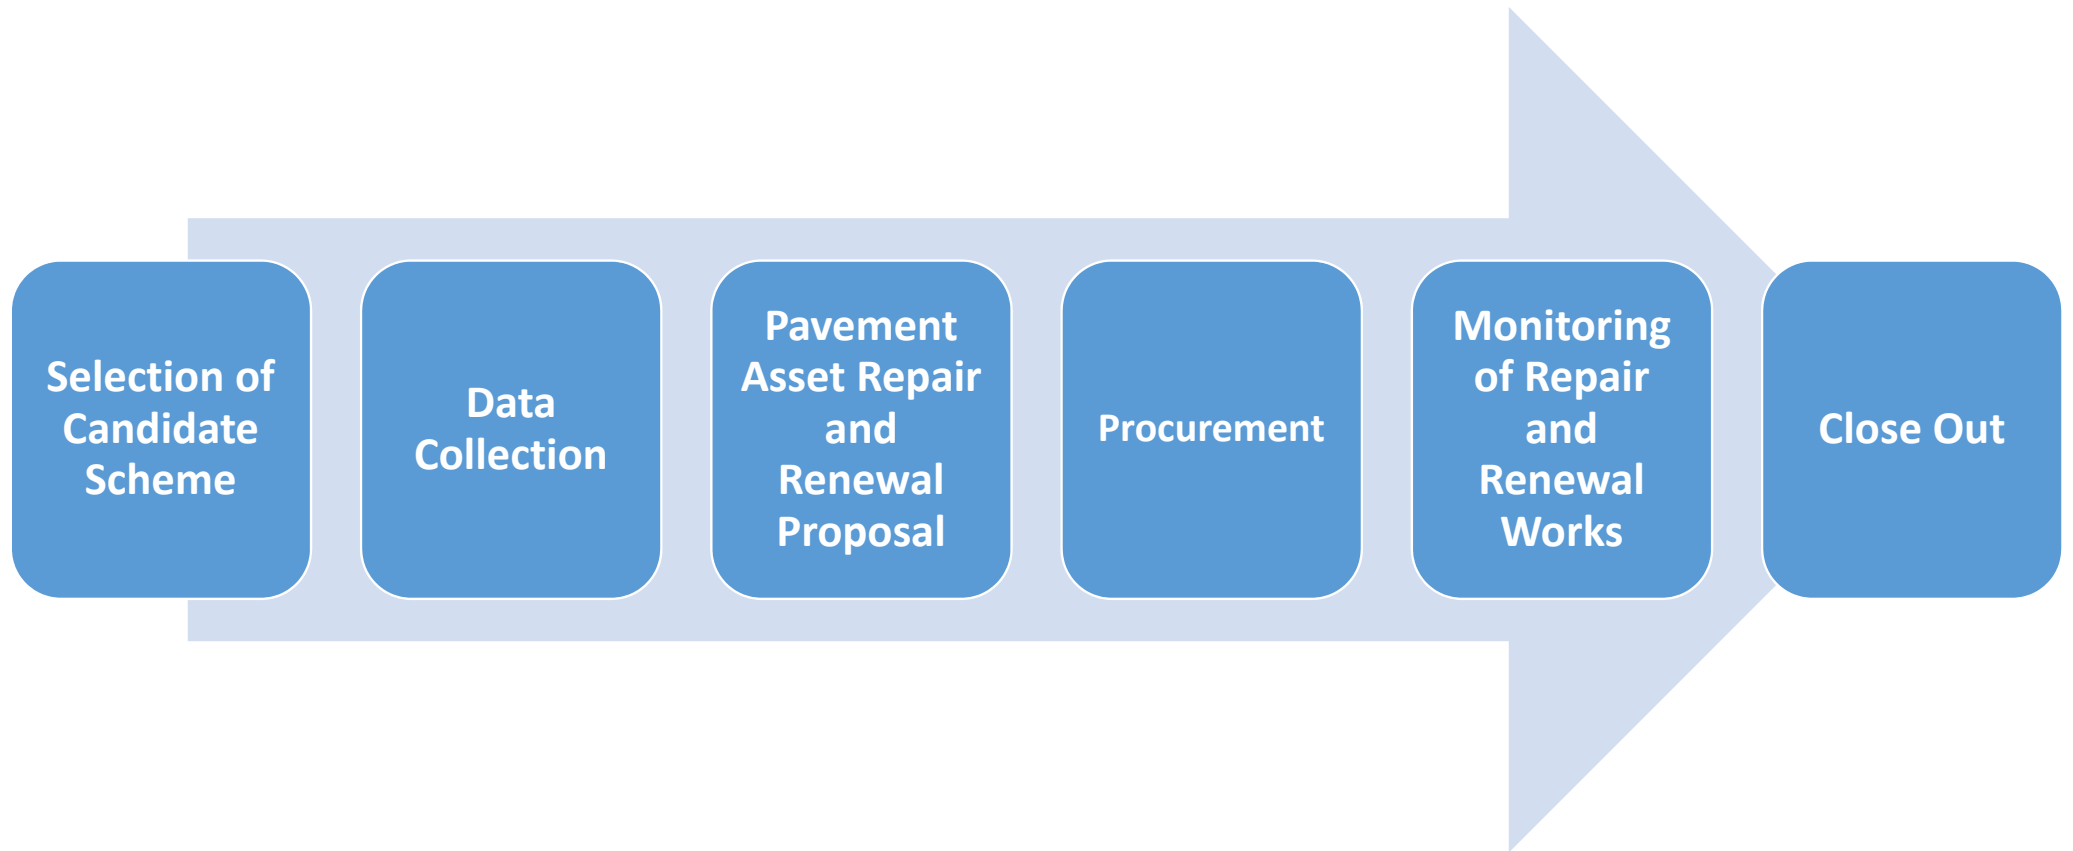 Selection of
Candidate
Scheme
Data
Collection
Pavement
Asset Repair
and
Renewal
Proposal
Procurement
Monitoring
of Repair
and
Renewal
Works
Close Out